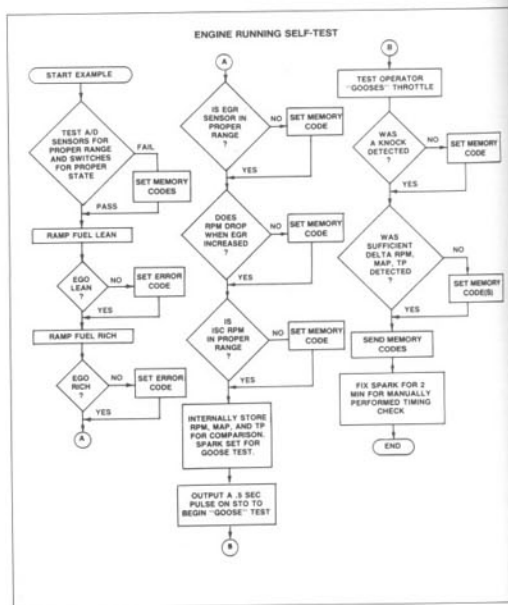 ENGINE RUNNING SELF-TEST
START EXAMPLE
TEST A/D
SENSORS FOR
PROPER RANGE
AND SWITCHES
FOR PROPER
STATE
FAIL
SET MEMORY
CODES
PASS
RAMP FUEL LEAN
EGO
LEAN
?
NO
SET ERROR
CODE
YES
RAMP FUEL RICH
EGO
RICH
?
NO
SET ERROR
CODE
YES
A
A
IS EGR
SENSOR IN
PROPER
RANGE
?
NO
SET MEMORY
CODE
YES
DOES
RPM DROP
WHEN EGR
INCREASED
?
NO
SET MEMORY
CODE
YES
IS
ISC RPM
IN PROPER
RANGE
?
NO
SET MEMORY
CODE
YES
INTERNALLY STORE
RPM, MAP, AND TP
FOR COMPARISON.
SPARK SET FOR
GOOSE TEST.
OUTPUT A .5 SEC
PULSE ON STO TO
BEGIN "GOOSE" TEST
B
B
TEST OPERATOR
"GOOSES" THROTTLE
WAS
A KNOCK
DETECTED
?
NO
SET MEMORY
CODE
YES
WAS
SUFFICIENT
DELTA RPM,
MAP, TP
DETECTED
?
NO
SET MEMORY
CODE(S)
YES
SEND MEMORY
CODES
FIX SPARK FOR 2
MIN FOR MANUALLY
PERFORMED TIMING
CHECK
END